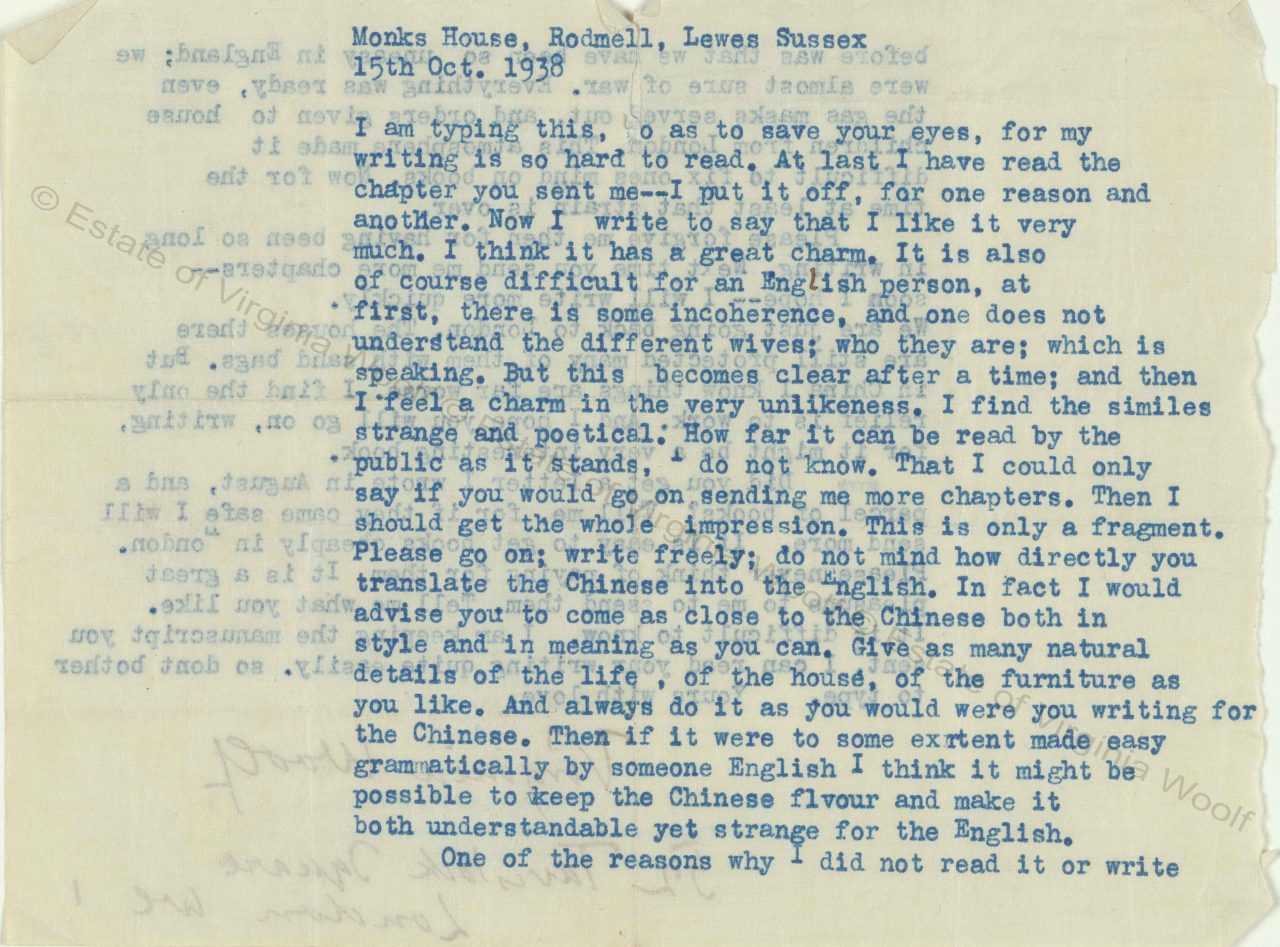 Monks House, Rodmell, Lewes Sussex
15th Oct. 1938
I am typing this, o as to save your eyes, for my
writing is so hard to read. At last I have read the
chapter you sent me--I put it off, for one reason and
anotHer. Now I write to say that I like it very
much. I think it has a great charm. It is also
of course difficult for an English person, at
first, there is some incoherence, and one does not
understand the different wives; who they are; which is
speaking. But this becomes clear after a time; and then
I feel a charm in the very unlikeness. I find the similes
strange and poetical. How far it can be read by the
public as it stands, I do not know. That I could only
say if you would go on sending me more chapters. Then I
should get the whole impression. This is only a fragment.
Please go on; write freely; do not mind how directly you
translate the Chinese into the English. In fact I would
advise you to come as close to the Chinese both in
style and in meaning as you can. Give as many natural
details of the life , of the house, of the furniture as
you like. And always do it as you would were you writing for
the Chinese. Then if it were to some exrtent made easy
grammatically by someone English I think it might be
possible to keep the Chinese flvour and make it
both understandable yet strange for the English.
One of the reasons why I did not read it or write
© Estate of Virginia Woolf
© Estate of Virginia Woolf
© Estate of Virginia Woolf